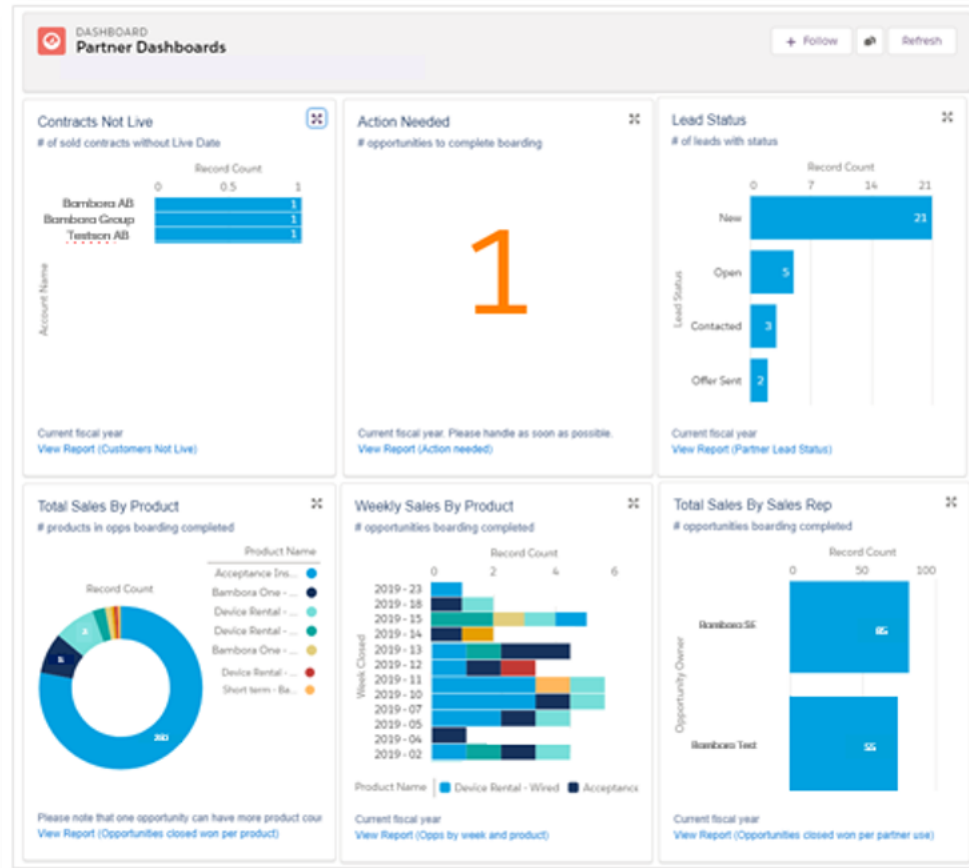 DASHBOARD
Partner Dashboards
+ Follow
Refresh
Contracts Not Live
# of sold contracts without Live Date
Record Count
0 0.5 1
Bambora AB 1
Bambora Group 1
Testson AB 1
Account Name
Current fiscal year
View Report (Customers Not Live)
Action Needed
# opportunities to complete boarding
1
Current fiscal year. Please handle as soon as possible.
View Report (Action needed)
Lead Status
# of leads with status
Record Count
0 7 14 21
New 21
Open 5
Contacted 3
Offer Sent 2
Lead Status
Current fiscal year
View Report (Partner Lead Status)
Total Sales By Product
# products in opps boarding completed
Product Name
Acceptance Ins...
Bambora One - ...
Device Rental - ...
Device Rental - ...
Bambora One - ...
Device Rental - ...
Short term - Ba...
Record Count
Please note that one opportunity can have more product cour
View Report (Opportunities closed won per product)
Weekly Sales By Product
# opportunities boarding completed
Record Count
0 2 4 6
2019 - 23
2019 - 18
2019 - 15
2019 - 14
2019 - 13
2019 - 12
2019 - 11
2019 - 10
2019 - 07
2019 - 05
2019 - 04
2019 - 02
Week Closed
Product Name Device Rental - Wired Acceptance
Current fiscal year
View Report (Opps by week and product)
Total Sales By Sales Rep
# opportunities boarding completed
Record Count
0 50 100
Bambora SE
Bambora Test 55
Opportunity Owner
Current fiscal year
View Report (Opportunities closed won per partner use)